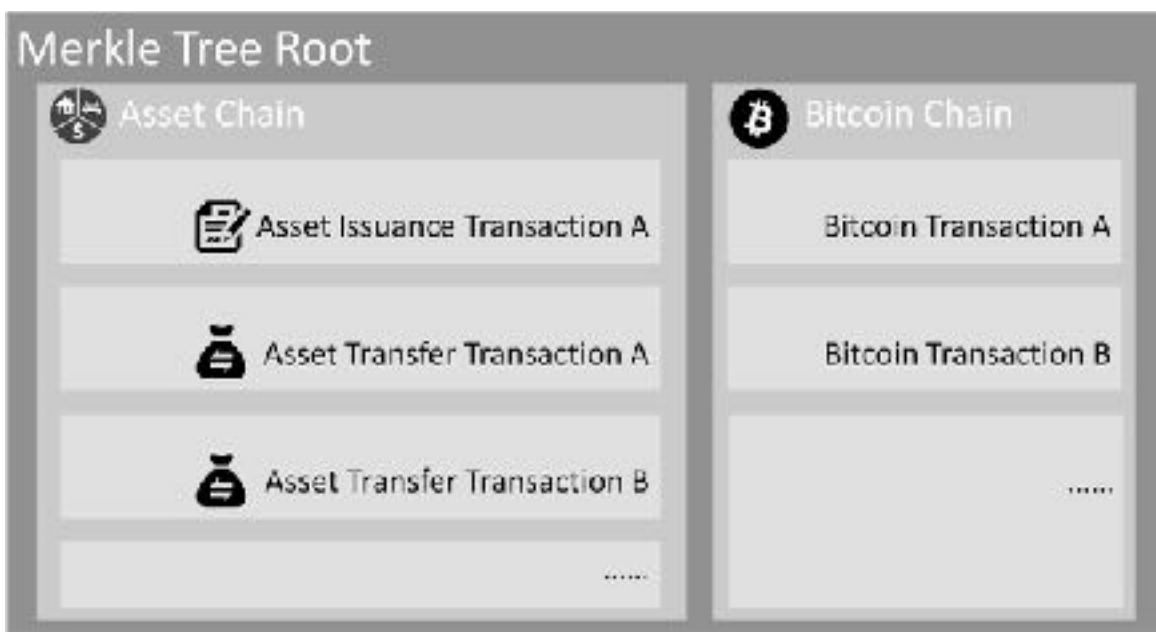 Merkle Tree Root
Asset Chain
Asset Issuance Transaction A
Asset Transfer Transaction A
Asset Transfer Transaction B
......
Bitcoin Chain
Bitcoin Transaction A
Bitcoin Transaction B
......